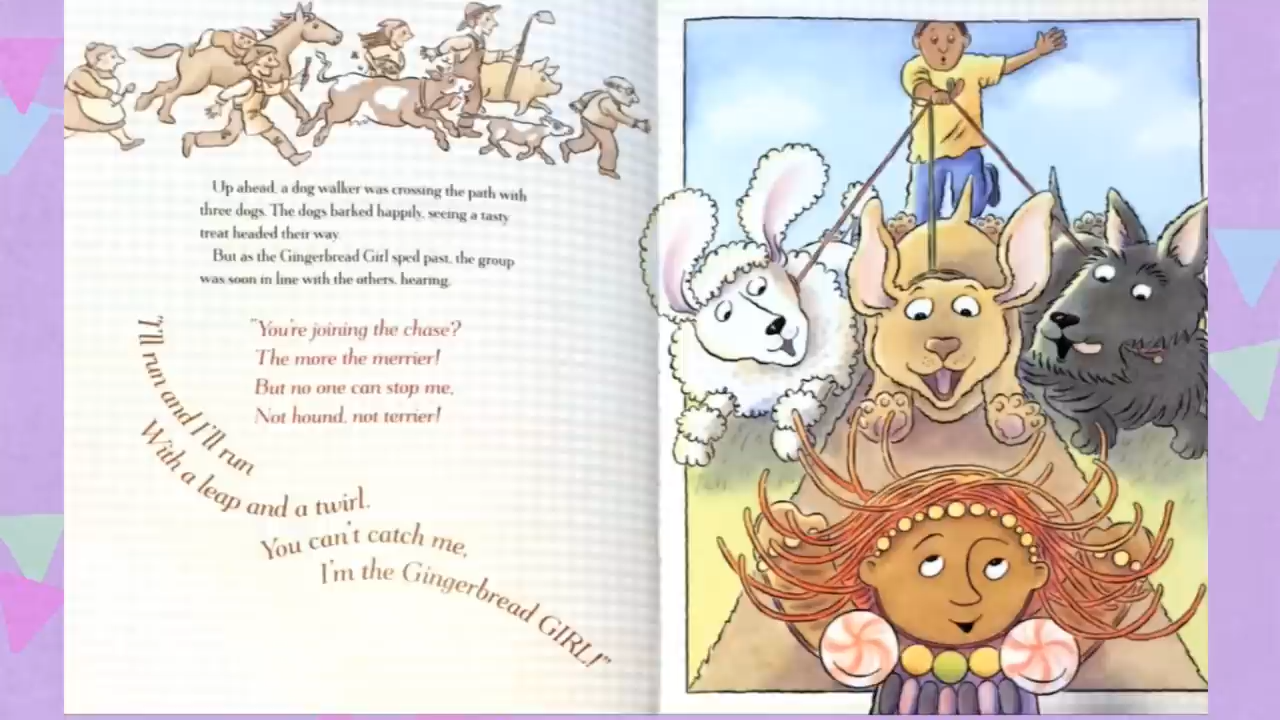 Up ahead, a dog walker was crossing the path with
three dogs. The dogs barked happily, seeing a tasty
treat headed their way.
But as the Gingerbread Girl sped past, the group
was soon in line with the others, hearing,
"You're joining the chase?
The more the merrier!
But no one can stop me,
Not hound, not terrier!
I'll run and I'll run
With a leap and a twirl.
You can't catch me,
I'm the Gingerbread GIRL!"